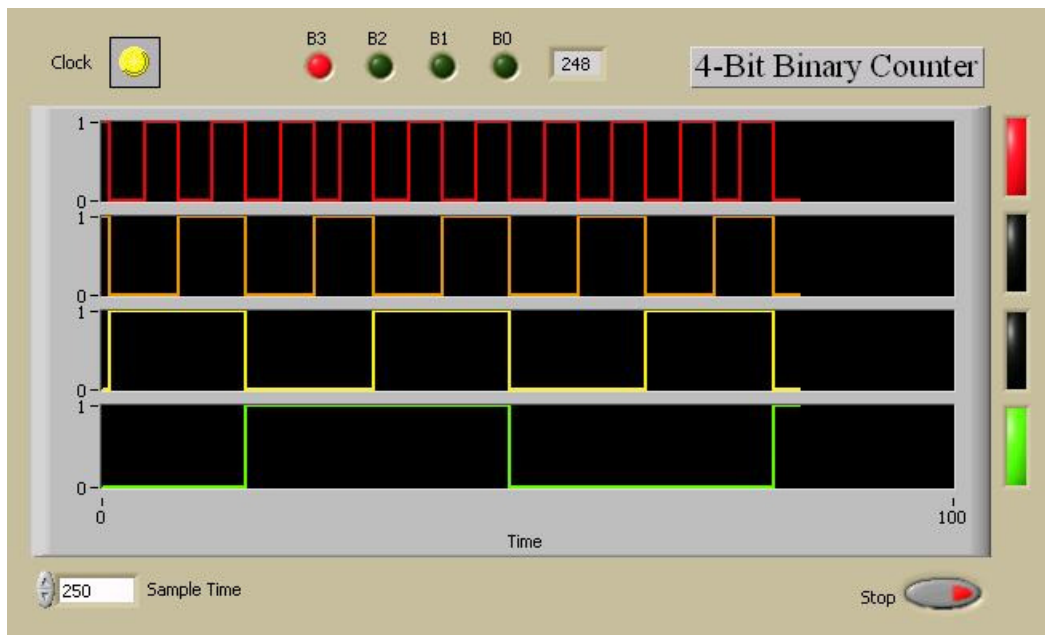 Clock
B3 B2 B1 B0
248
4-Bit Binary Counter
1
0
1
0
1
0
1
0
0 100
Time
250 Sample Time
Stop